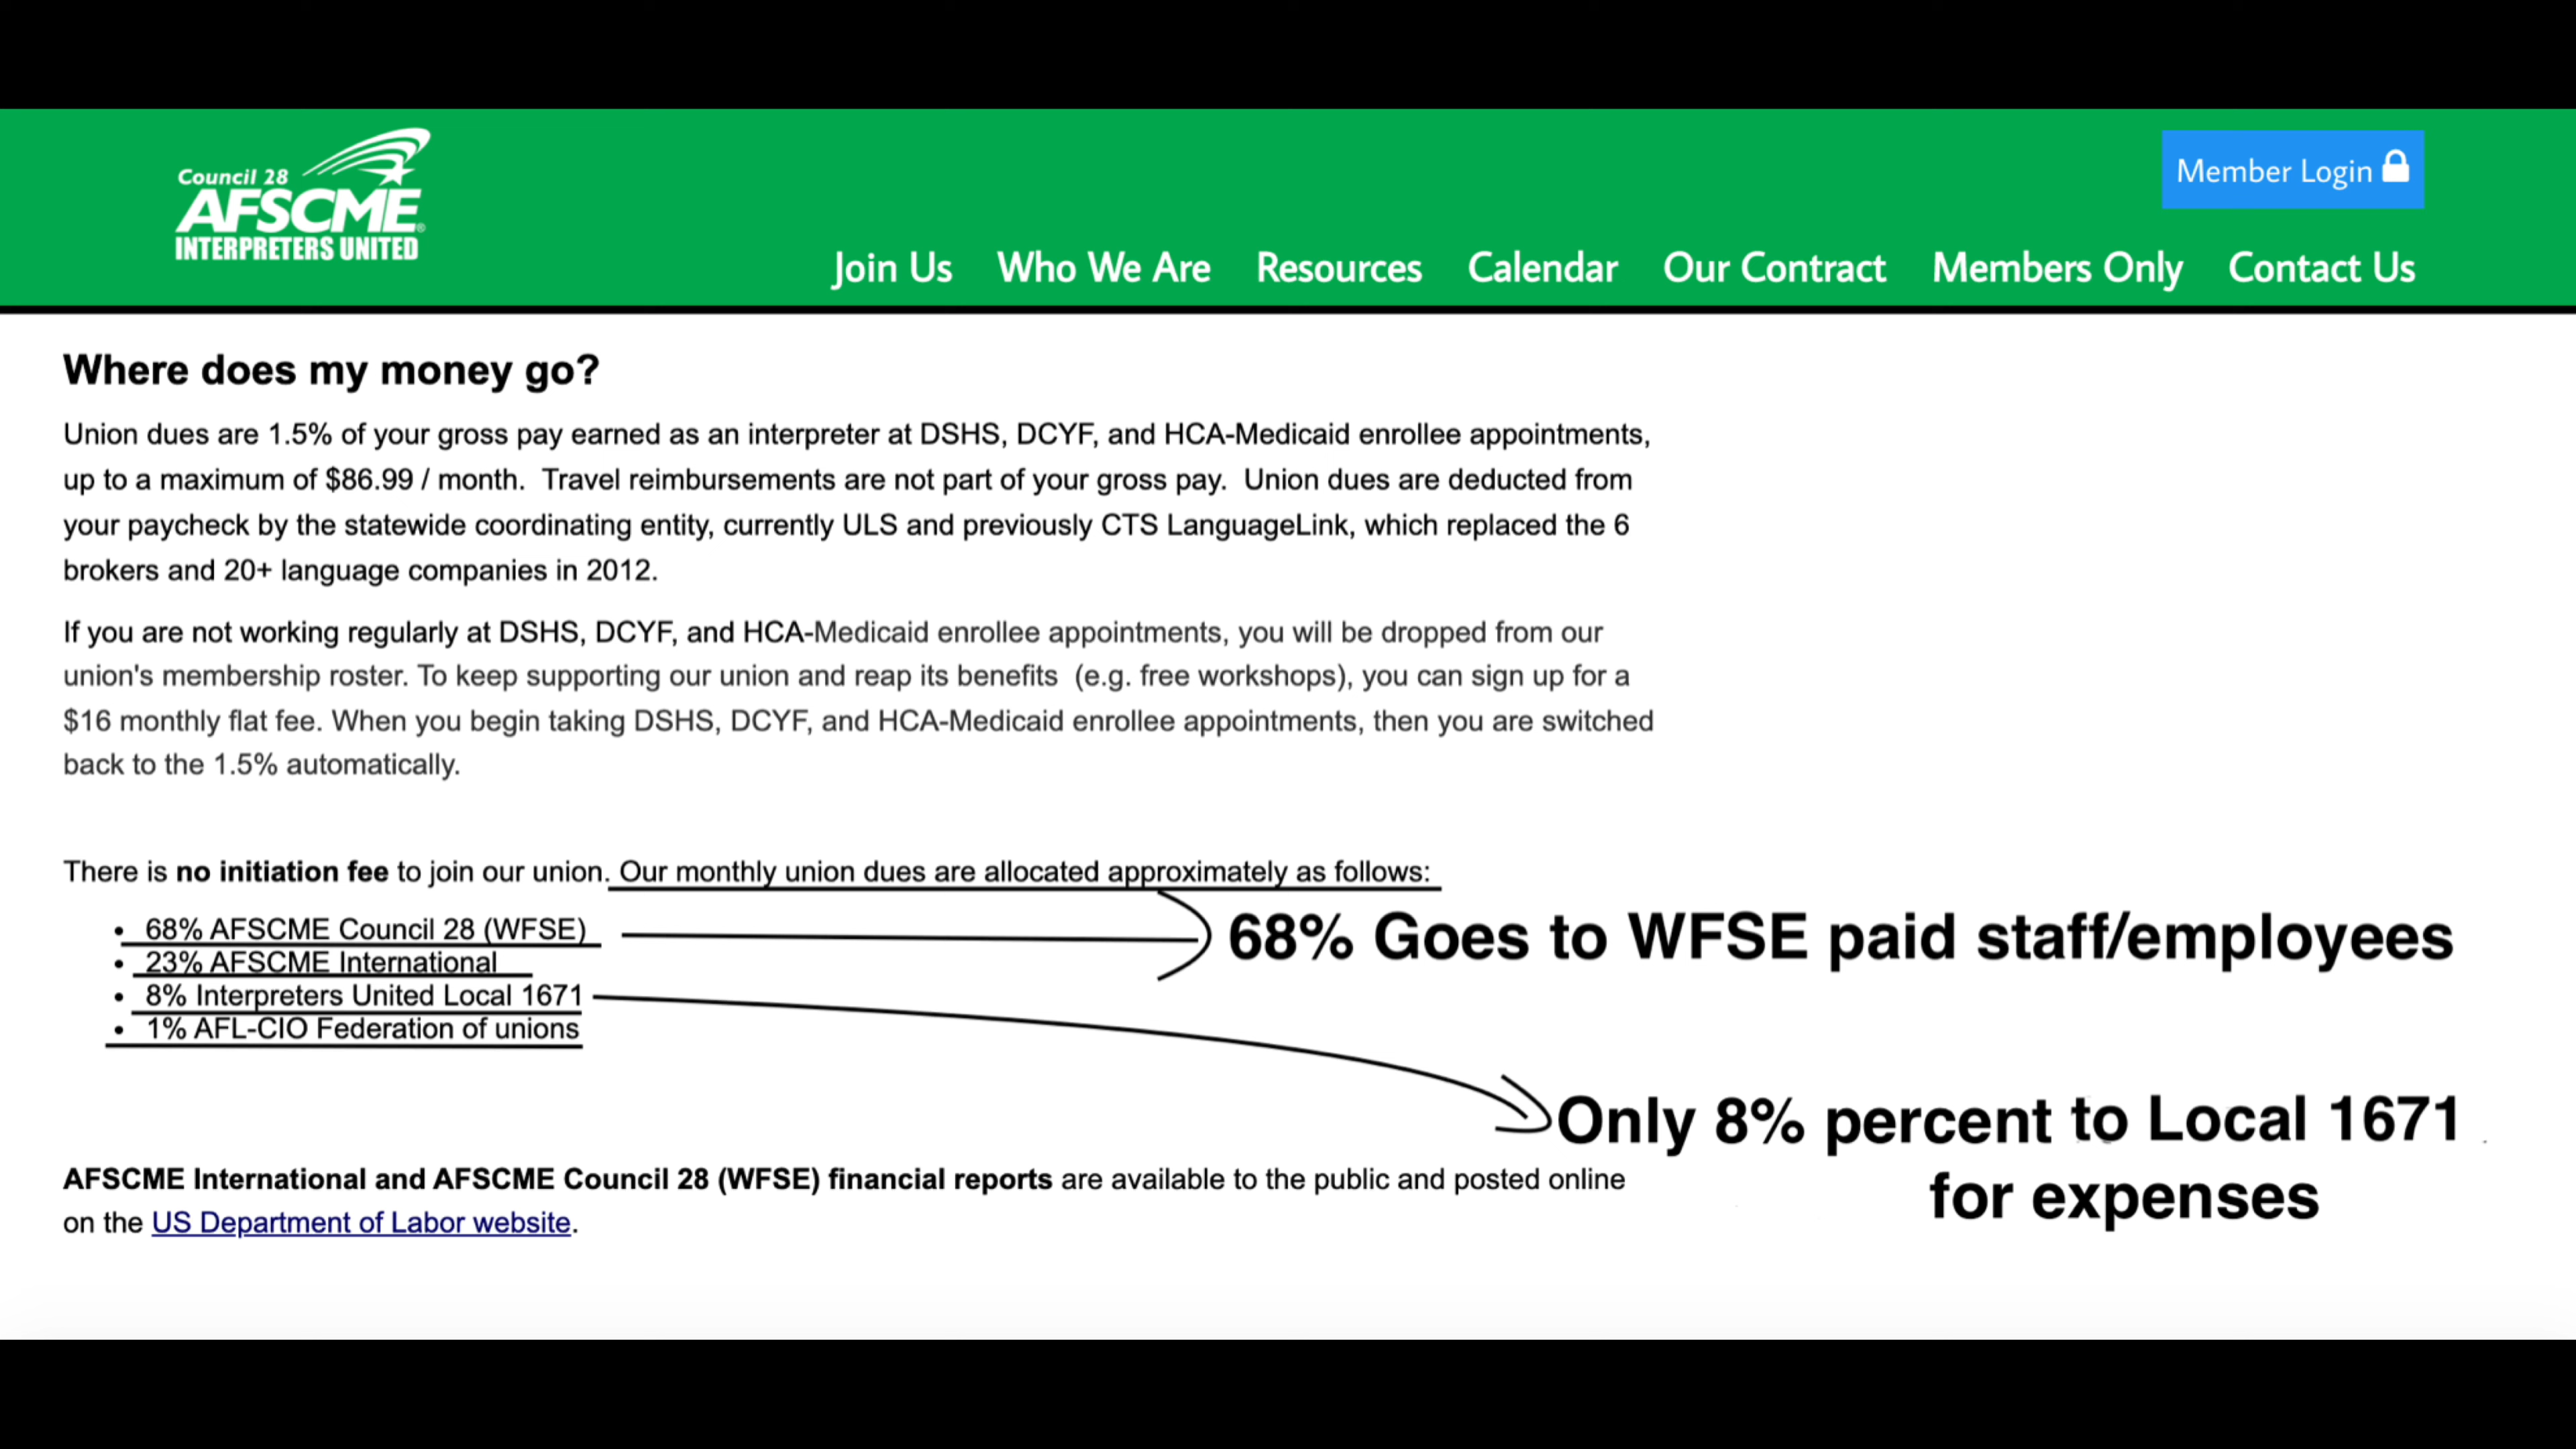 Council 28
AFSCME
INTERPRETERS UNITED
Member Login
Join Us Who We Are Resources Calendar Our Contract Members Only Contact Us
Where does my money go?
Union dues are 1.5% of your gross pay earned as an interpreter at DSHS, DCYF, and HCA-Medicaid enrollee appointments,
up to a maximum of $86.99 / month. Travel reimbursements are not part of your gross pay. Union dues are deducted from
your paycheck by the statewide coordinating entity, currently ULS and previously CTS LanguageLink, which replaced the 6
brokers and 20+ language companies in 2012.
If you are not working regularly at DSHS, DCYF, and HCA-Medicaid enrollee appointments, you will be dropped from our
union's membership roster. To keep supporting our union and reap its benefits (e.g. free workshops), you can sign up for a
$16 monthly flat fee. When you begin taking DSHS, DCYF, and HCA-Medicaid enrollee appointments, then you are switched
back to the 1.5% automatically.
There is no initiation fee to join our union. Our monthly union dues are allocated approximately as follows:
• 68% AFSCME Council 28 (WFSE)
• 23% AFSCME International
• 8% Interpreters United Local 1671
• 1% AFL-CIO Federation of unions
68% Goes to WFSE paid staff/employees
Only 8% percent to Local 1671
for expenses
AFSCME International and AFSCME Council 28 (WFSE) financial reports are available to the public and posted online
on the US Department of Labor website.